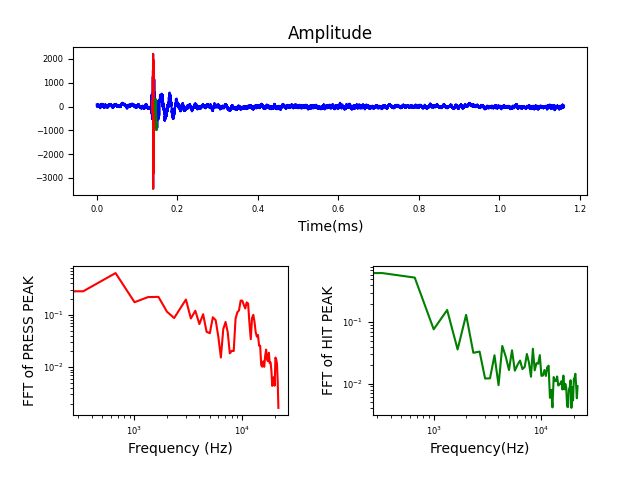 Amplitude
2000
1000
0
−1000
−2000
−3000
0.0 0.2 0.4 0.6 0.8 1.0 1.2
Time(ms)
FFT of PRESS PEAK
10⁻¹
10⁻²
10³ 10⁴
Frequency (Hz)
FFT of HIT PEAK
10⁻¹
10⁻²
10³ 10⁴
Frequency(Hz)